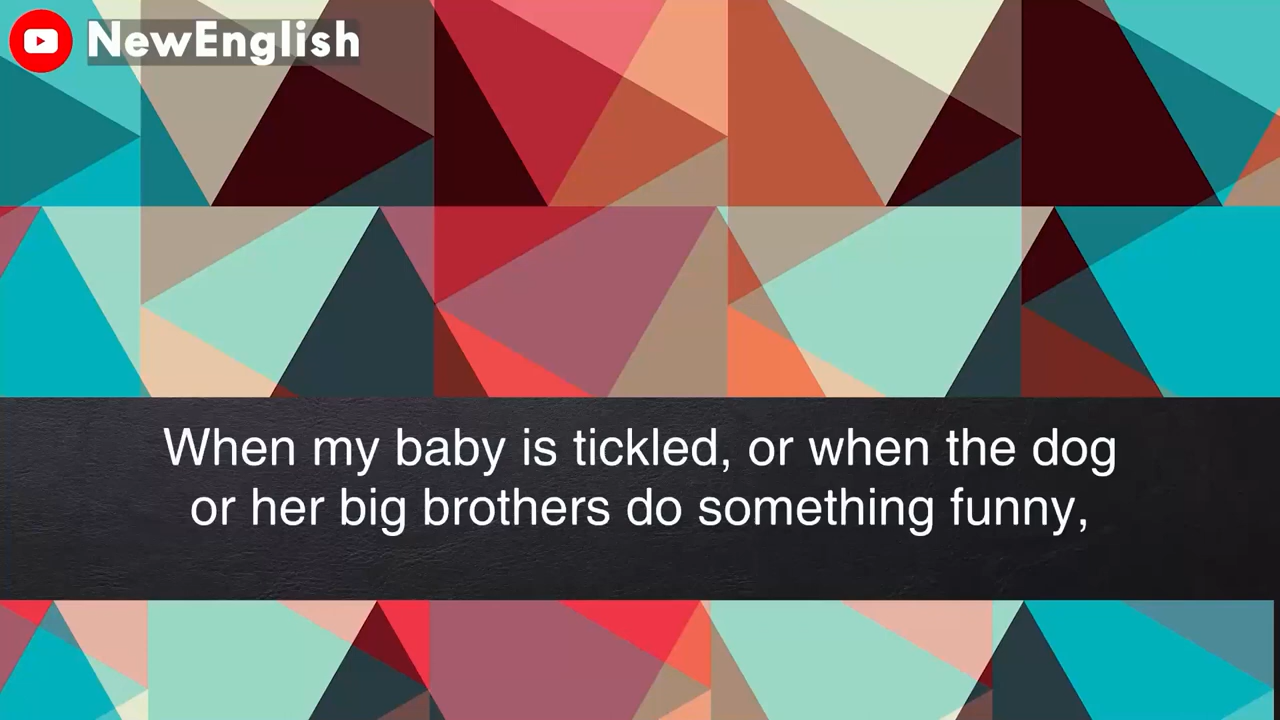 NewEnglish
When my baby is tickled, or when the dog
or her big brothers do something funny,